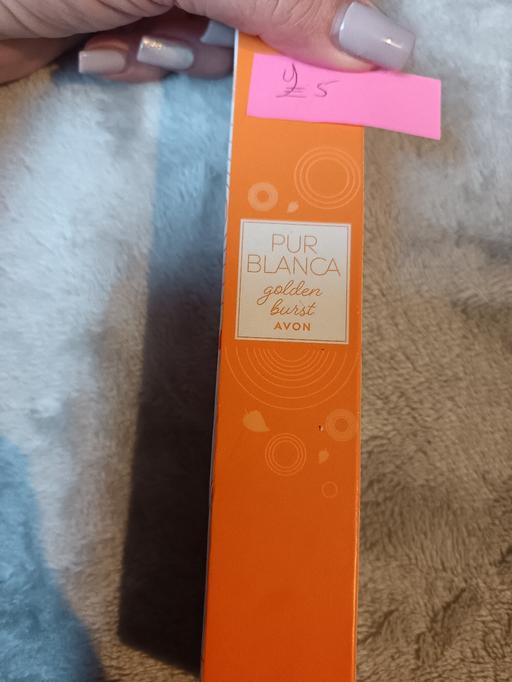 £5
PUR
BLANCA
golden
burst
AVON